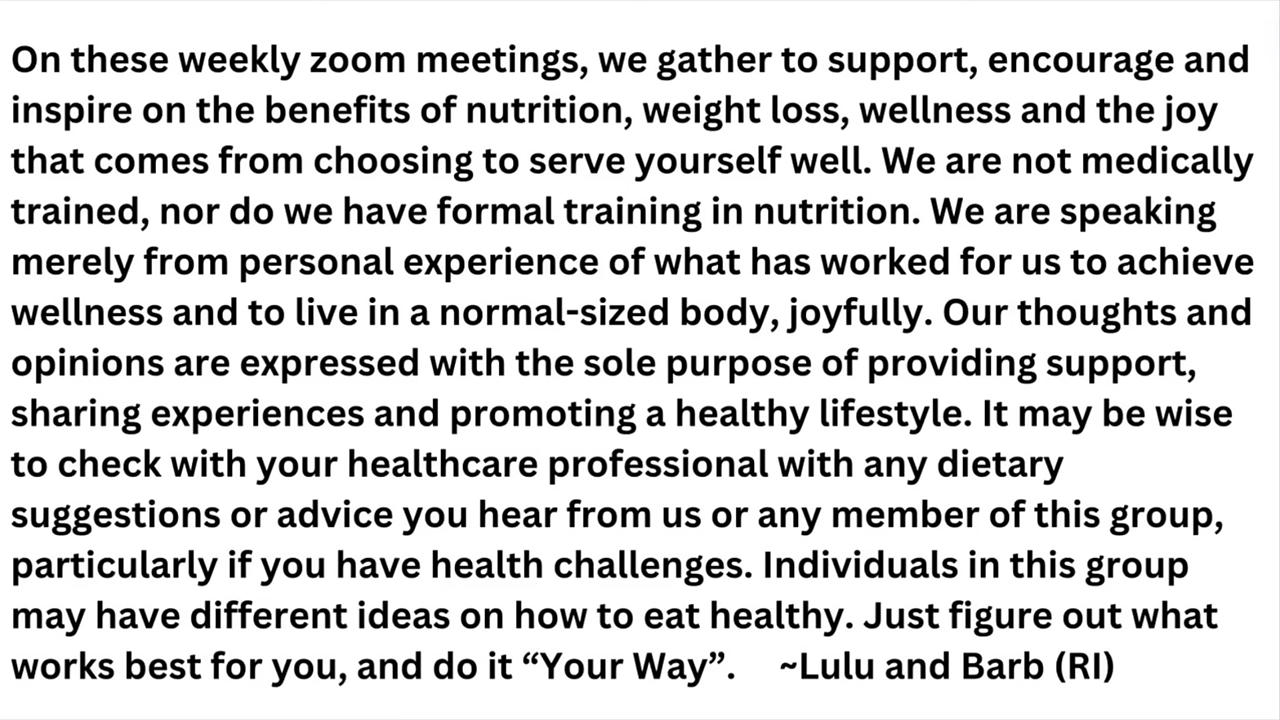 On these weekly zoom meetings, we gather to support, encourage and
inspire on the benefits of nutrition, weight loss, wellness and the joy
that comes from choosing to serve yourself well. We are not medically
trained, nor do we have formal training in nutrition. We are speaking
merely from personal experience of what has worked for us to achieve
wellness and to live in a normal-sized body, joyfully. Our thoughts and
opinions are expressed with the sole purpose of providing support,
sharing experiences and promoting a healthy lifestyle. It may be wise
to check with your healthcare professional with any dietary
suggestions or advice you hear from us or any member of this group,
particularly if you have health challenges. Individuals in this group
may have different ideas on how to eat healthy. Just figure out what
works best for you, and do it “Your Way”. ~Lulu and Barb (RI)